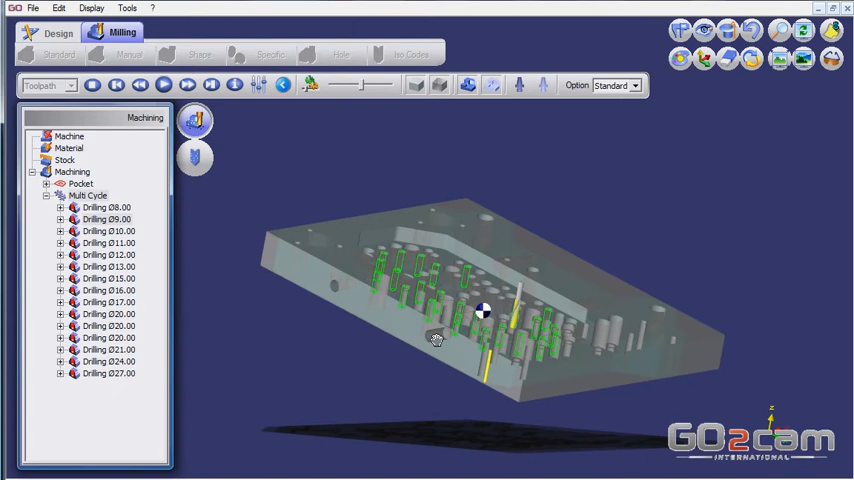 GO File Edit Display Tools ?
Design Milling
Standard Manual Shape Specific Hole Iso Codes
Toolpath Option Standard
Machining
Machine
Material
Stock
Machining
Pocket
Multi Cycle
Drilling Ø8.00
Drilling Ø9.00
Drilling Ø10.00
Drilling Ø11.00
Drilling Ø12.00
Drilling Ø13.00
Drilling Ø15.00
Drilling Ø16.00
Drilling Ø17.00
Drilling Ø20.00
Drilling Ø20.00
Drilling Ø20.00
Drilling Ø21.00
Drilling Ø24.00
Drilling Ø27.00
z
GO2cam
INTERNATIONAL